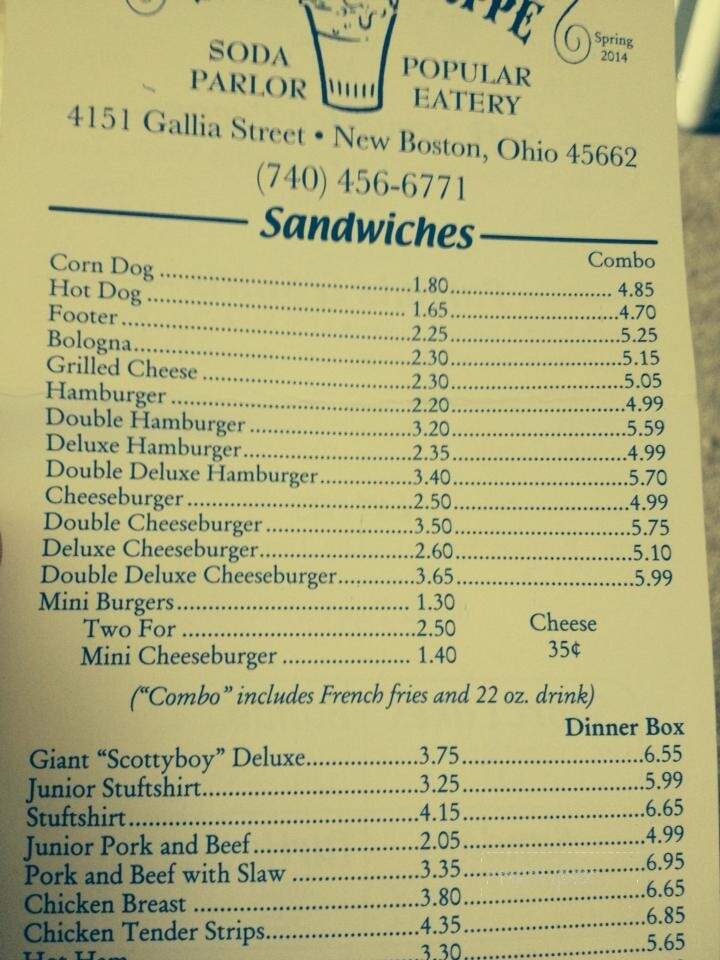 Spring
2014
SODA
PARLOR
POPULAR
EATERY
4151 Gallia Street • New Boston, Ohio 45662
(740) 456-6771
Sandwiches
Combo
Corn Dog ........ 1.80 ........ 4.85
Hot Dog ........ 1.65 ........ 4.70
Footer ........ 2.25 ........ 5.25
Bologna ........ 2.30 ........ 5.15
Grilled Cheese ........ 2.30 ........ 5.05
Hamburger ........ 2.20 ........ 4.99
Double Hamburger ........ 3.20 ........ 5.59
Deluxe Hamburger ........ 2.35 ........ 4.99
Double Deluxe Hamburger ........ 3.40 ........ 5.70
Cheeseburger ........ 2.50 ........ 4.99
Double Cheeseburger ........ 3.50 ........ 5.75
Deluxe Cheeseburger ........ 2.60 ........ 5.10
Double Deluxe Cheeseburger ........ 3.65 ........ 5.99
Mini Burgers ........ 1.30
Two For ........ 2.50
Mini Cheeseburger ........ 1.40
Cheese
35¢
("Combo" includes French fries and 22 oz. drink)
Dinner Box
Giant "Scottyboy" Deluxe ........ 3.75 ........ 6.55
Junior Stuftshirt ........ 3.25 ........ 5.99
Stuftshirt ........ 4.15 ........ 6.65
Junior Pork and Beef ........ 2.05 ........ 4.99
Pork and Beef with Slaw ........ 3.35 ........ 6.95
Chicken Breast ........ 3.80 ........ 6.65
Chicken Tender Strips ........ 4.35 ........ 6.85
Hot Ham ........ 3.30 ........ 5.65